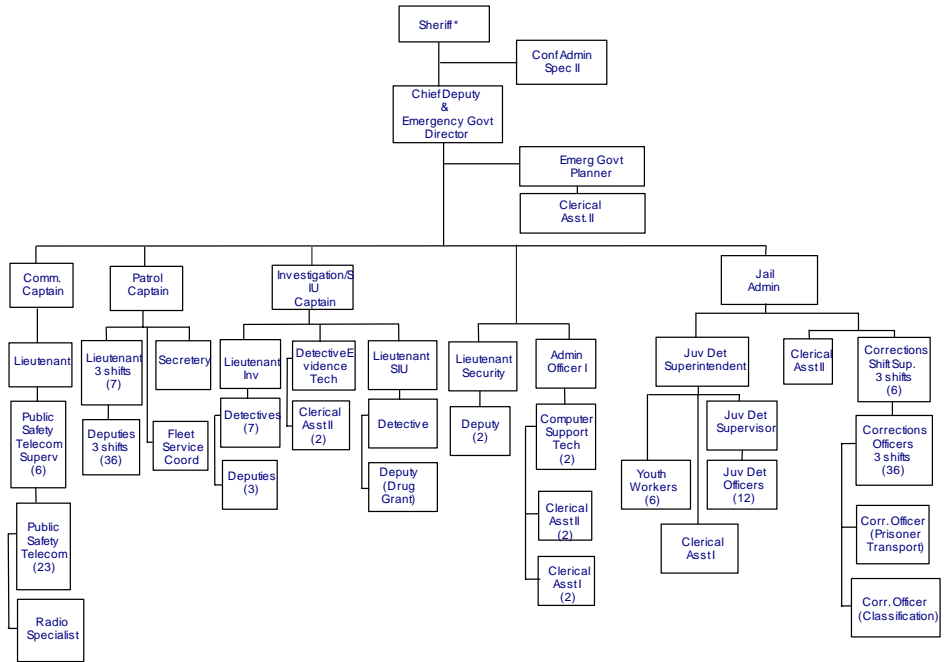 Sheriff*
Conf Admin
Spec II
Chief Deputy
&
Emergency Govt
Director
Emerg Govt
Planner
Clerical
Asst. II
Comm.
Captain
Patrol
Captain
Investigation/S
IU
Captain
Jail
Admin
Lieutenant
Lieutenant
3 shifts
(7)
Secretery
Lieutenant
Inv
Detective E
vidence
Tech
Lieutenant
SIU
Lieutenant
Security
Admin
Officer I
Juv Det
Superintendent
Clerical
Asst II
Corrections
Shift Sup.
3 shifts
(6)
Public
Safety
Telecom
Superv
(6)
Deputies
3 shifts
(36)
Fleet
Service
Coord
Detectives
(7)
Clerical
Asst II
(2)
Detective
Deputy
(2)
Computer
Support
Tech
(2)
Juv Det
Supervisor
Corrections
Officers
3 shifts
(36)
Deputies
(3)
Deputy
(Drug
Grant)
Youth
Workers
(6)
Juv Det
Officers
(12)
Public
Safety
Telecom
(23)
Clerical
Asst II
(2)
Clerical
Asst I
Corr. Officer
(Prisoner
Transport)
Clerical
Asst I
(2)
Radio
Specialist
Corr. Officer
(Classification)